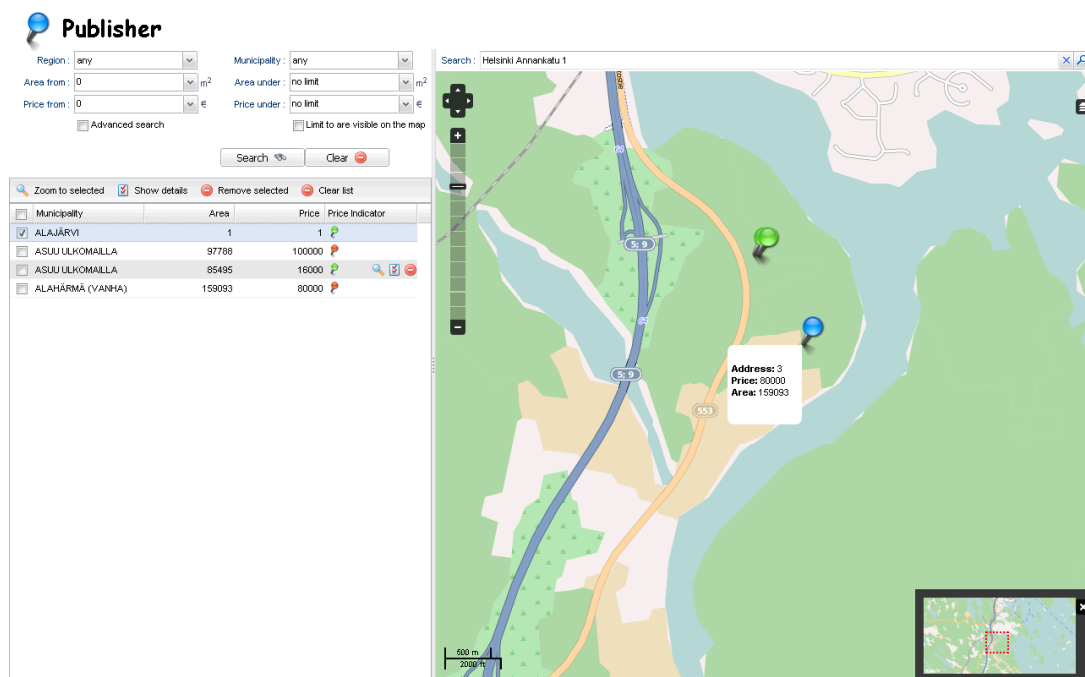 Publisher
Region : any Municipality : any
Area from : 0 m² Area under : no limit m²
Price from : 0 € Price under : no limit €
Advanced search Limit to are visible on the map
Search Clear
Zoom to selected Show details Remove selected Clear list
Municipality Area Price Price Indicator
ALAJÄRVI 1 1
ASUU ULKOMAILLA 97788 100000
ASUU ULKOMAILLA 85495 16000
ALAHÄRMÄ (VANHA) 159093 80000
Search : Helsinki Annankatu 1
5; 9
5; 9
553
Address: 3
Price: 80000
Area: 159093
500 m
2000 ft